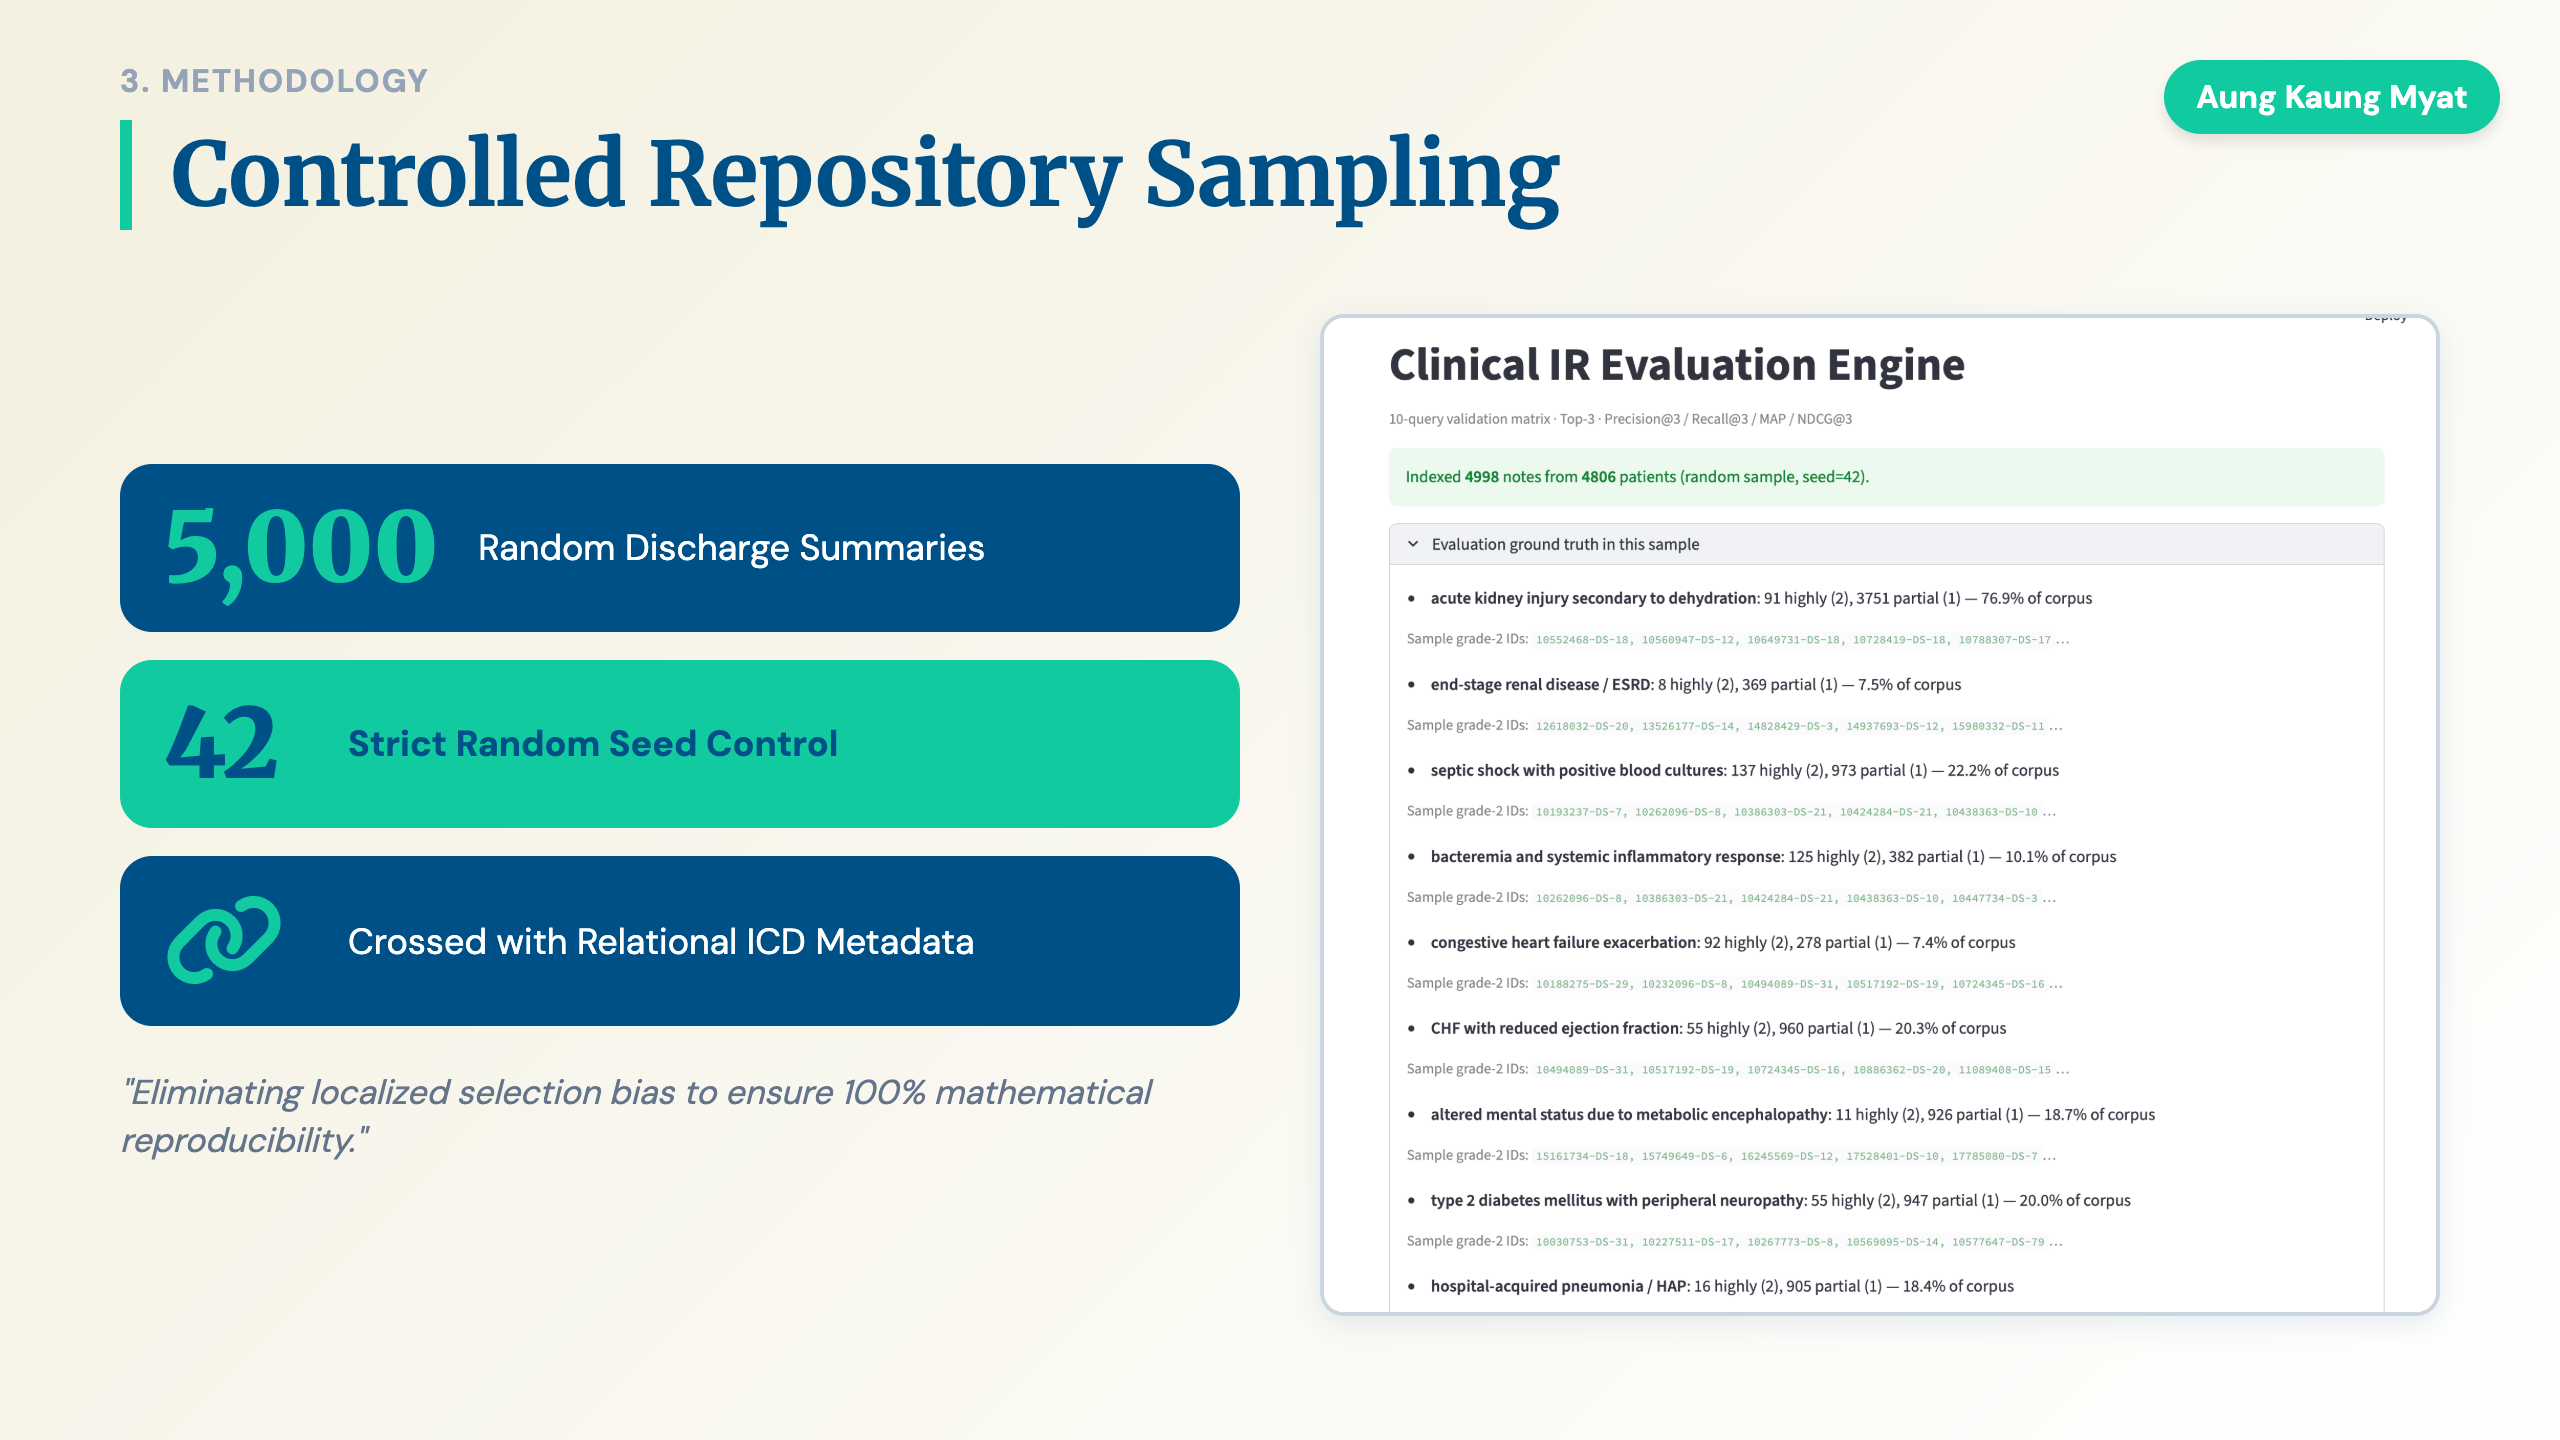 3. METHODOLOGY
Aung Kaung Myat
Controlled Repository Sampling
5,000 Random Discharge Summaries
42 Strict Random Seed Control
Crossed with Relational ICD Metadata
"Eliminating localized selection bias to ensure 100% mathematical
reproducibility."
Deploy
Clinical IR Evaluation Engine
10-query validation matrix · Top-3 · Precision@3 / Recall@3 / MAP / NDCG@3
Indexed 4998 notes from 4806 patients (random sample, seed=42).
Evaluation ground truth in this sample
• acute kidney injury secondary to dehydration: 91 highly (2), 3751 partial (1) — 76.9% of corpus
Sample grade-2 IDs: 10552468-DS-18, 10560947-DS-12, 10649731-DS-18, 10728419-DS-18, 10788307-DS-17 ...
• end-stage renal disease / ESRD: 8 highly (2), 369 partial (1) — 7.5% of corpus
Sample grade-2 IDs: 12618032-DS-20, 13526177-DS-14, 14828429-DS-3, 14937693-DS-12, 15980332-DS-11 ...
• septic shock with positive blood cultures: 137 highly (2), 973 partial (1) — 22.2% of corpus
Sample grade-2 IDs: 10193237-DS-7, 10262096-DS-8, 10386303-DS-21, 10424284-DS-21, 10438363-DS-10 ...
• bacteremia and systemic inflammatory response: 125 highly (2), 382 partial (1) — 10.1% of corpus
Sample grade-2 IDs: 10262096-DS-8, 10386303-DS-21, 10424284-DS-21, 10438363-DS-10, 10447734-DS-3 ...
• congestive heart failure exacerbation: 92 highly (2), 278 partial (1) — 7.4% of corpus
Sample grade-2 IDs: 10188275-DS-29, 10232096-DS-8, 10494089-DS-31, 10517192-DS-19, 10724345-DS-16 ...
• CHF with reduced ejection fraction: 55 highly (2), 960 partial (1) — 20.3% of corpus
Sample grade-2 IDs: 10494089-DS-31, 10517192-DS-19, 10724345-DS-16, 10886362-DS-20, 11089408-DS-15 ...
• altered mental status due to metabolic encephalopathy: 11 highly (2), 926 partial (1) — 18.7% of corpus
Sample grade-2 IDs: 15161734-DS-18, 15749649-DS-6, 16245569-DS-12, 17528401-DS-10, 17785080-DS-7 ...
• type 2 diabetes mellitus with peripheral neuropathy: 55 highly (2), 947 partial (1) — 20.0% of corpus
Sample grade-2 IDs: 10030753-DS-31, 10227511-DS-17, 10267773-DS-8, 10569095-DS-14, 10577647-DS-79 ...
• hospital-acquired pneumonia / HAP: 16 highly (2), 905 partial (1) — 18.4% of corpus